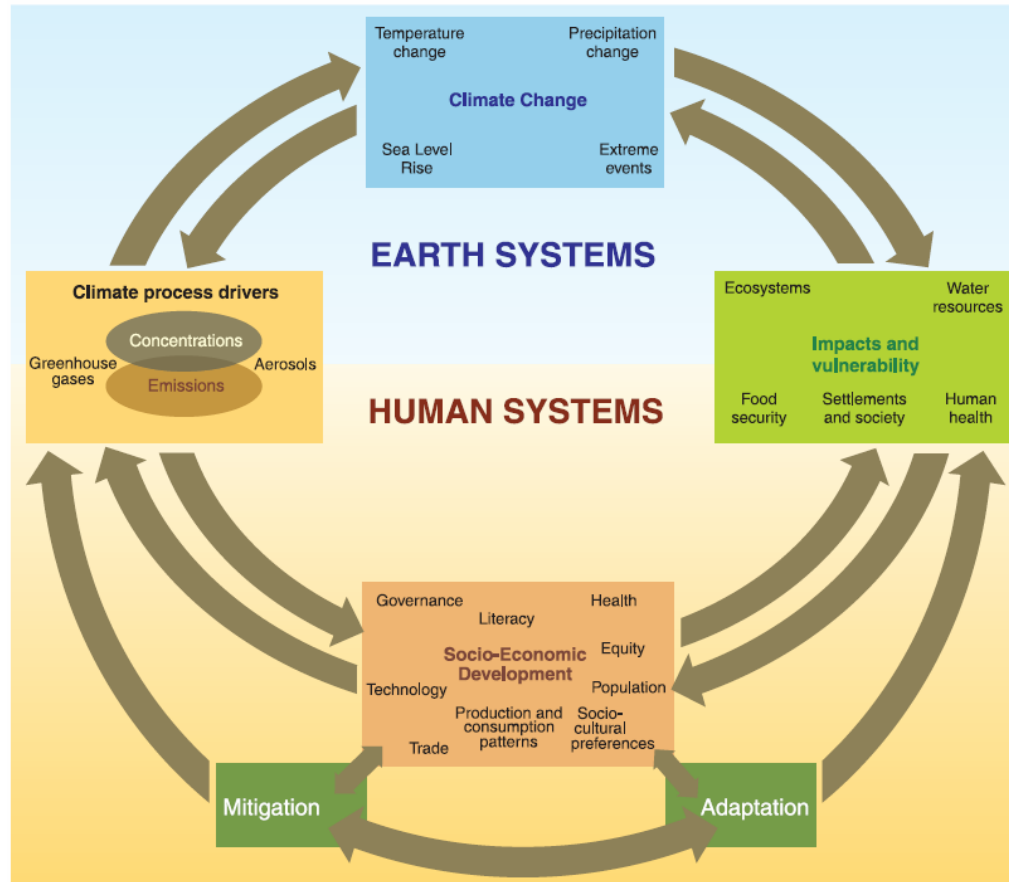 Temperature
change
Precipitation
change
Climate Change
Sea Level
Rise
Extreme
events
EARTH SYSTEMS
Climate process drivers
Concentrations
Greenhouse
gases
Aerosols
Emissions
Ecosystems
Water
resources
Impacts and
vulnerability
Food
security
Settlements
and society
Human
health
HUMAN SYSTEMS
Governance
Literacy
Health
Socio-Economic
Development
Equity
Technology
Population
Production and
consumption
patterns
Socio-
cultural
preferences
Trade
Mitigation
Adaptation